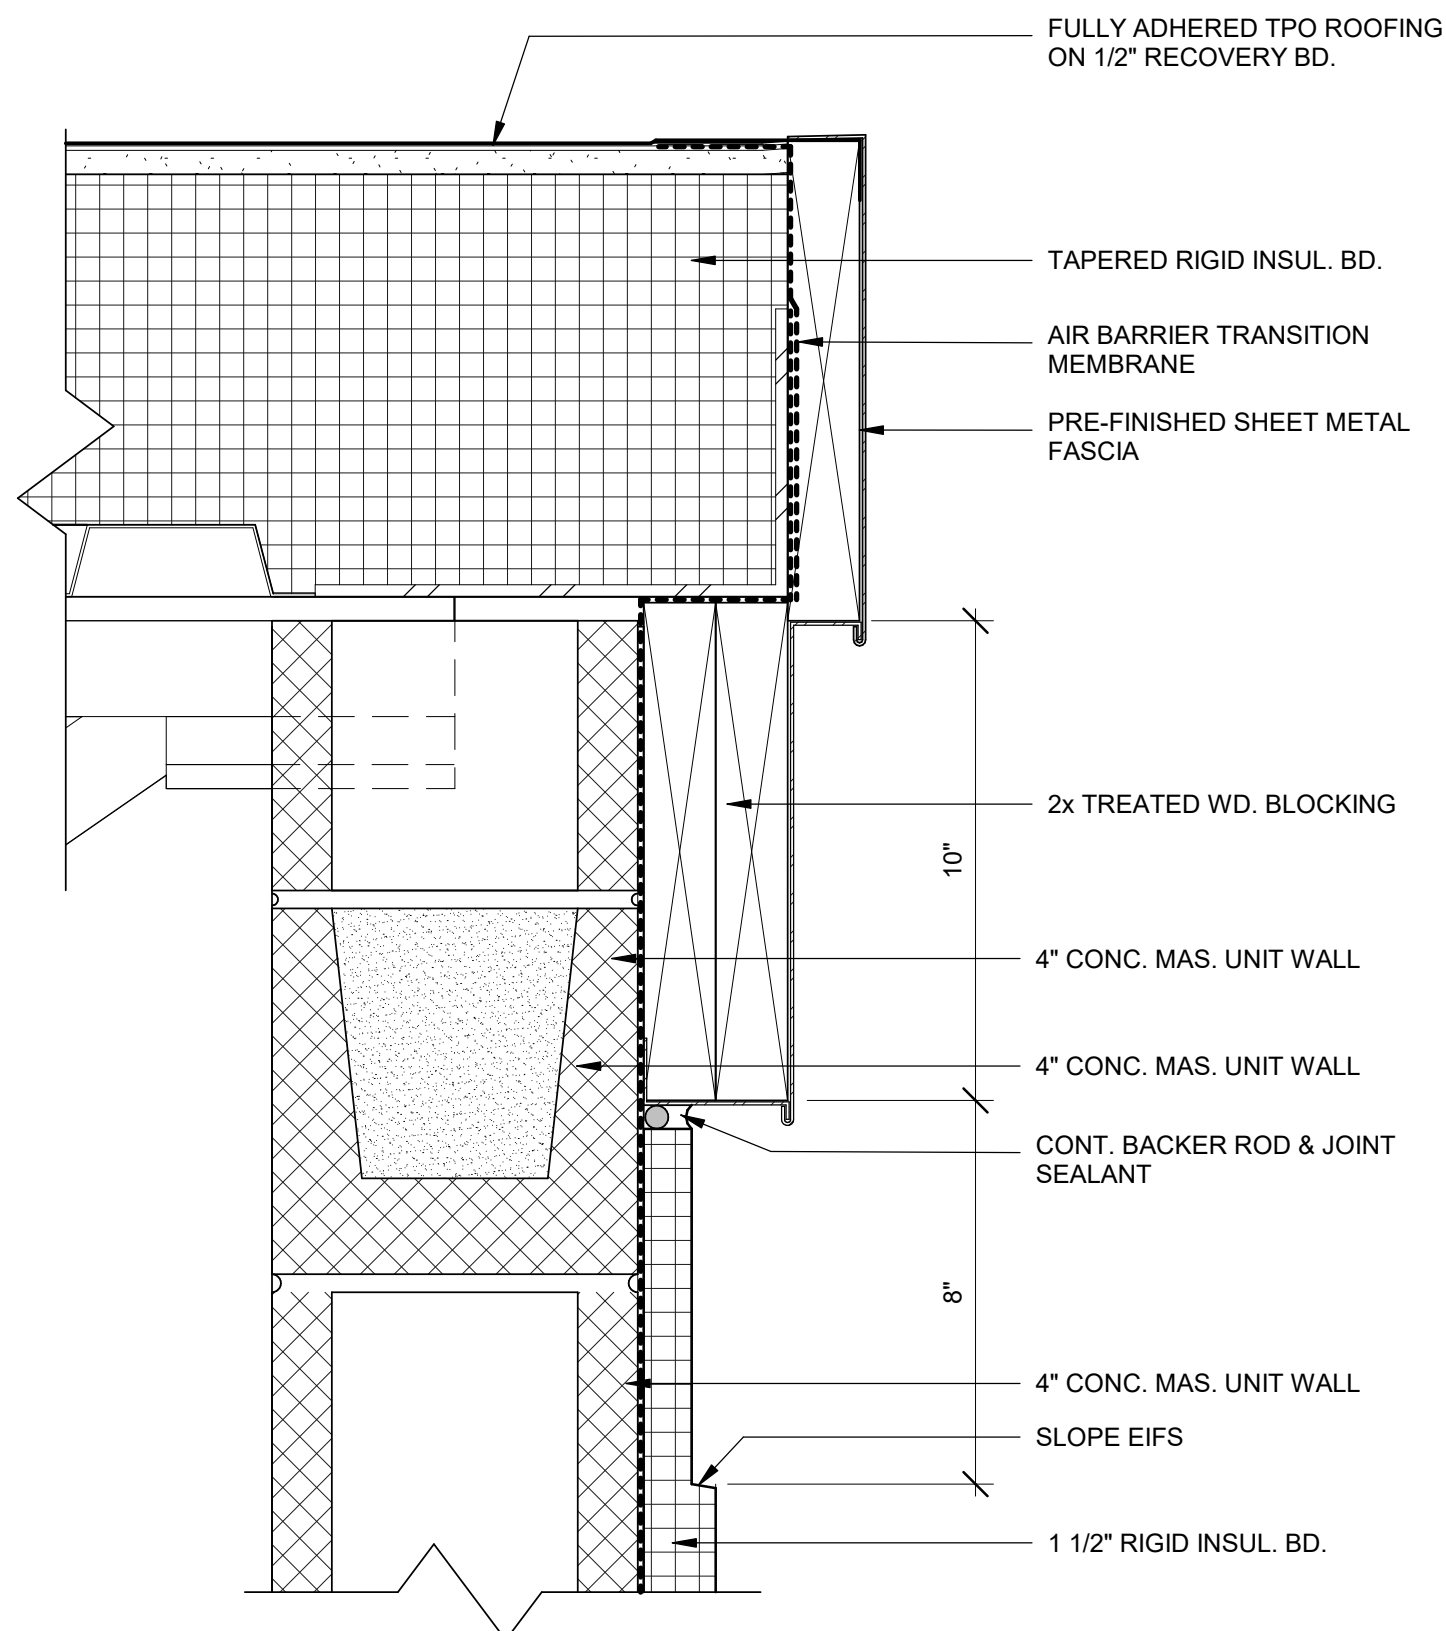 FULLY ADHERED TPO ROOFING
ON 1/2" RECOVERY BD.
TAPERED RIGID INSUL. BD.
AIR BARRIER TRANSITION
MEMBRANE
PRE-FINISHED SHEET METAL
FASCIA
2x TREATED WD. BLOCKING
10"
4" CONC. MAS. UNIT WALL
4" CONC. MAS. UNIT WALL
CONT. BACKER ROD & JOINT
SEALANT
8"
4" CONC. MAS. UNIT WALL
SLOPE EIFS
1 1/2" RIGID INSUL. BD.